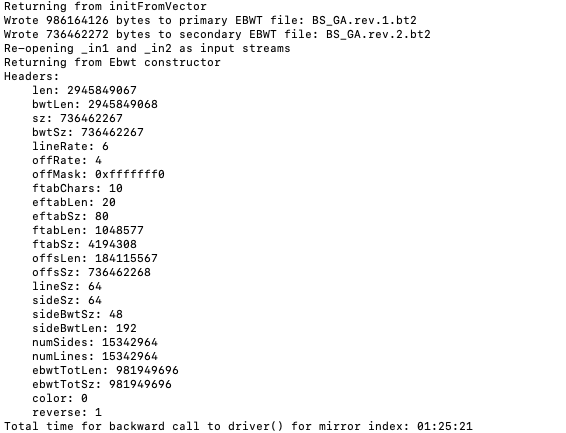 Returning from initFromVector
Wrote 986164126 bytes to primary EBWT file: BS_GA.rev.1.bt2
Wrote 736462272 bytes to secondary EBWT file: BS_GA.rev.2.bt2
Re-opening _in1 and _in2 as input streams
Returning from Ebwt constructor
Headers:
    len: 2945849067
    bwtLen: 2945849068
    sz: 736462267
    bwtSz: 736462267
    lineRate: 6
    offRate: 4
    offMask: 0xfffffff0
    ftabChars: 10
    eftabLen: 20
    eftabSz: 80
    ftabLen: 1048577
    ftabSz: 4194308
    offsLen: 184115567
    offsSz: 736462268
    lineSz: 64
    sideSz: 64
    sideBwtSz: 48
    sideBwtLen: 192
    numSides: 15342964
    numLines: 15342964
    ebwtTotLen: 981949696
    ebwtTotSz: 981949696
    color: 0
    reverse: 1
Total time for backward call to driver() for mirror index: 01:25:21